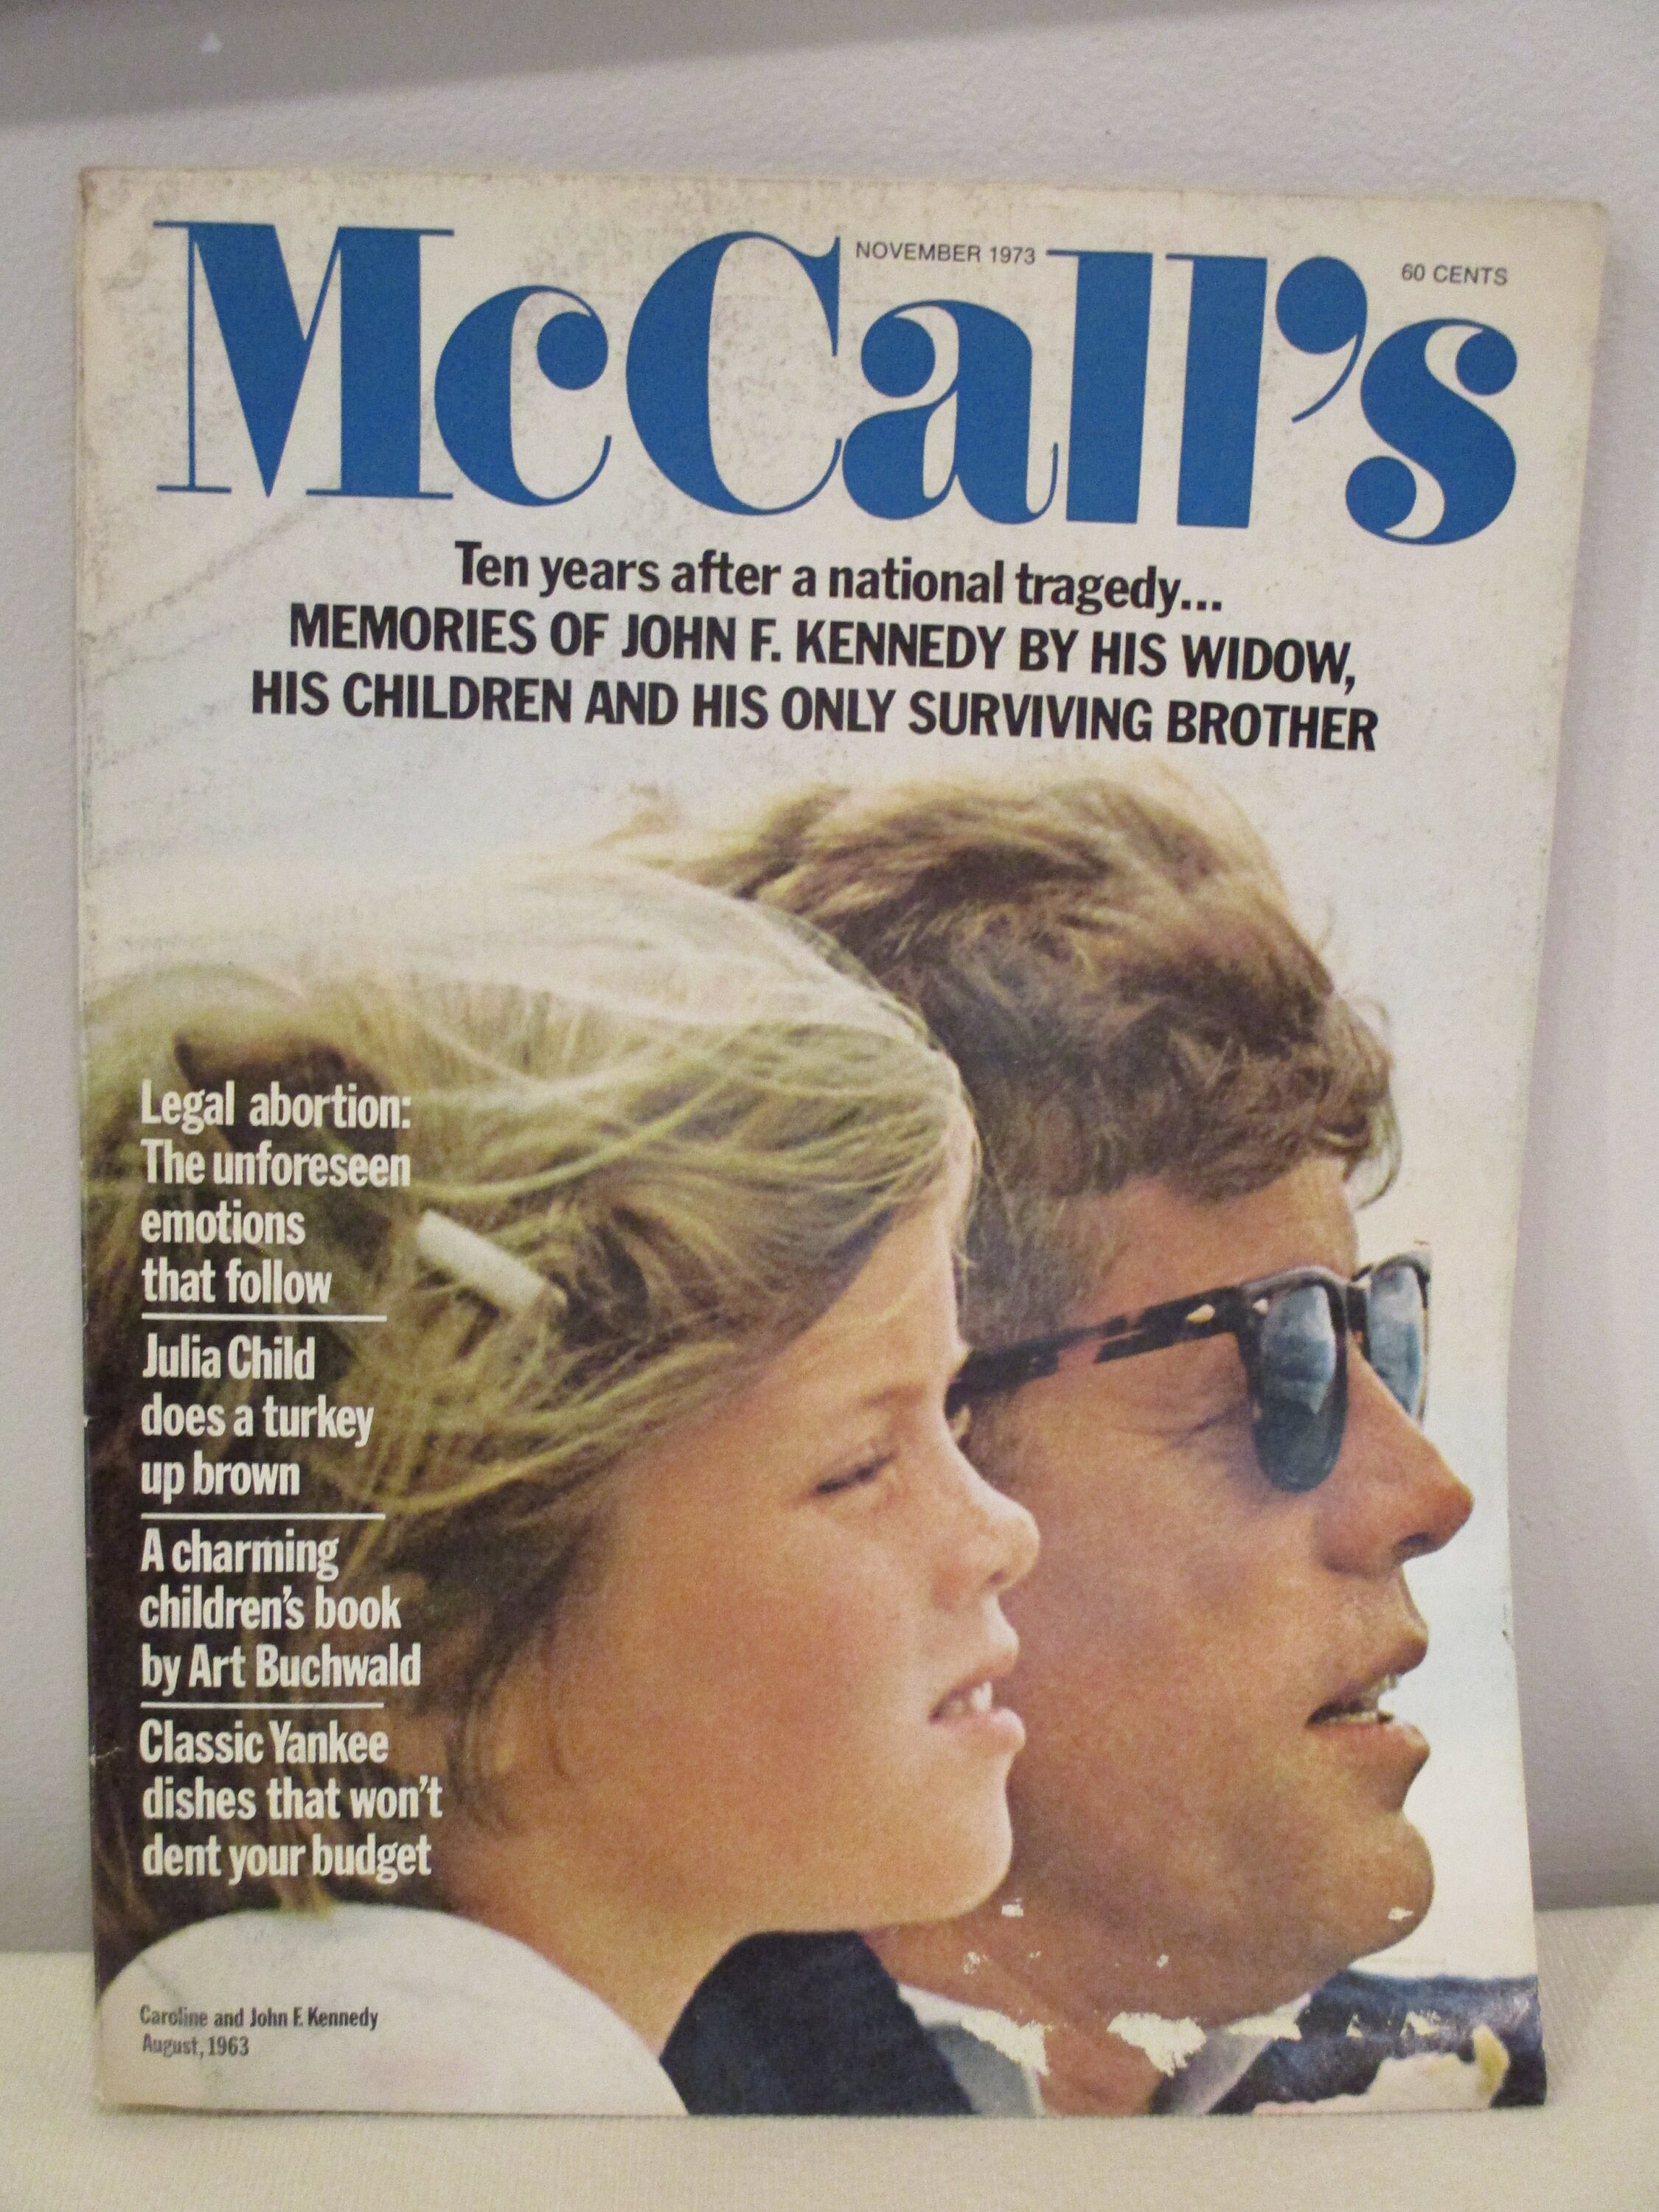 McCall's
NOVEMBER 1973
60 CENTS
Ten years after a national tragedy...
MEMORIES OF JOHN F. KENNEDY BY HIS WIDOW,
HIS CHILDREN AND HIS ONLY SURVIVING BROTHER
Legal abortion:
The unforeseen
emotions
that follow
Julia Child
does a turkey
up brown
A charming
children's book
by Art Buchwald
Classic Yankee
dishes that won't
dent your budget
Caroline and John F. Kennedy
August, 1963